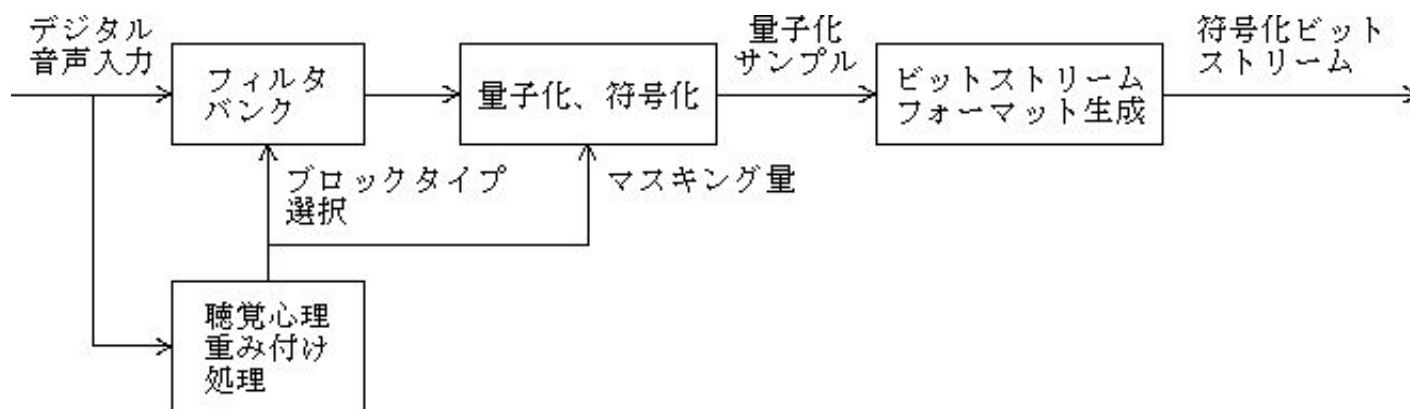 デジタル
音声入力
フィルタ
バンク
量子化、符号化
量子化
サンプル
ビットストリーム
フォーマット生成
符号化ビット
ストリーム
ブロックタイプ
選択
マスキング量
聴覚心理
重み付け
処理